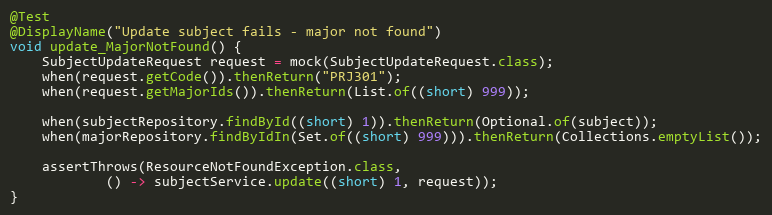 @Test
@DisplayName("Update subject fails - major not found")
void update_MajorNotFound() {
    SubjectUpdateRequest request = mock(SubjectUpdateRequest.class);
    when(request.getCode()).thenReturn("PRJ301");
    when(request.getMajorIds()).thenReturn(List.of((short) 999));

    when(subjectRepository.findById((short) 1)).thenReturn(Optional.of(subject));
    when(majorRepository.findByIdIn(Set.of((short) 999))).thenReturn(Collections.emptyList());

    assertThrows(ResourceNotFoundException.class,
            () -> subjectService.update((short) 1, request));
}